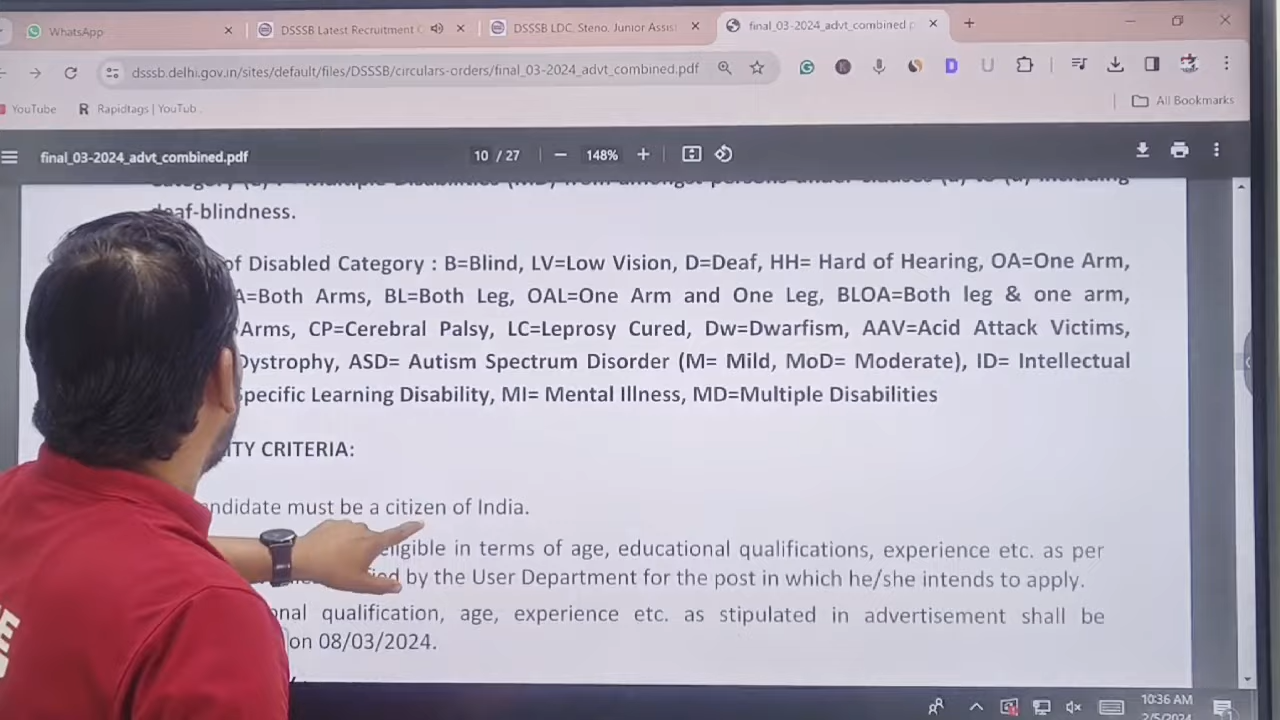 WhatsApp
DSSSB Latest Recruitment
DSSSB LDC, Steno, Junior Assis
final_03-2024_advt_combined p
dsssb.delhi.gov.in/sites/default/files/DSSSB/circulars-orders/final_03-2024_advt_combined.pdf
YouTube
Rapidtags | YouTub
All Bookmarks
final_03-2024_advt_combined.pdf
10 / 27
148%
deaf-blindness.
of Disabled Category : B=Blind, LV=Low Vision, D=Deaf, HH= Hard of Hearing, OA=One Arm,
A=Both Arms, BL=Both Leg, OAL=One Arm and One Leg, BLOA=Both leg & one arm,
Arms, CP=Cerebral Palsy, LC=Leprosy Cured, Dw=Dwarfism, AAV=Acid Attack Victims,
Dystrophy, ASD= Autism Spectrum Disorder (M= Mild, MoD= Moderate), ID= Intellectual
Specific Learning Disability, MI= Mental Illness, MD=Multiple Disabilities
ITY CRITERIA:
andidate must be a citizen of India.
eligible in terms of age, educational qualifications, experience etc. as per
by the User Department for the post in which he/she intends to apply.
nal qualification, age, experience etc. as stipulated in advertisement shall be
on 08/03/2024.
10:36 AM
2/5/2024